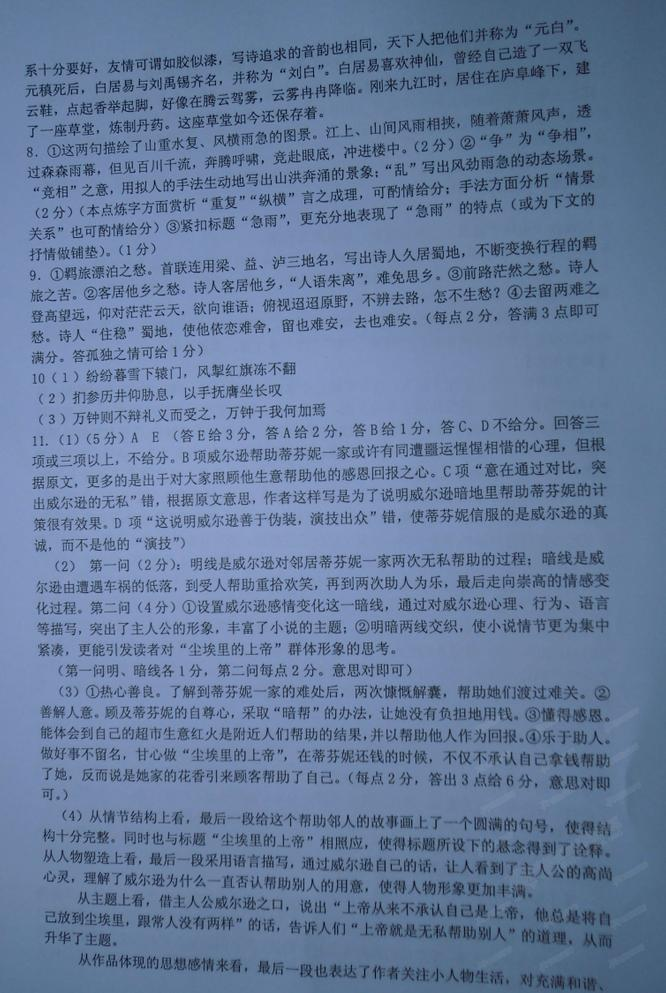 系十分要好，友情可谓如胶似漆，写诗追求的音韵也相同，天下人把他们并称为“元白”。
元稹死后，白居易与刘禹锡齐名，并称为“刘白”。白居易喜欢神仙，曾经自己造了一双飞
云鞋，点起香举起脚，好像在腾云驾雾，云雾冉冉降临。刚来九江时，居住在庐阜峰下，建
了一座草堂，炼制丹药。这座草堂如今还保存着。
8．①这两句描绘了山重水复、风横雨急的图景。江上、山间风雨相挟，随着萧萧风声，透
过森森雨幕，但见百川千流，奔腾呼啸，竞赴眼底，冲进楼中。（2分）②“争”为“争相”，
“竞相”之意，用拟人的手法生动地写出山洪奔涌的景象；“乱”写出风劲雨急的动态场景。
（2分）（本点炼字方面赏析“重复”“纵横”言之成理，可酌情给分；手法方面分析“情景
关系”也可酌情给分）③紧扣标题“急雨”，更充分地表现了“急雨”的特点（或为下文的
抒情做铺垫）。（1分）
9．①羁旅漂泊之愁。首联连用梁、益、泸三地名，写出诗人久居蜀地，不断变换行程的羁
旅之苦。②客居他乡之愁。诗人客居他乡，“人语朱离”，难免思乡。③前路茫然之愁。诗人
登高望远，仰对茫茫云天，欲向谁语；俯视迢迢原野，不辨去路，怎不生愁？④去留两难之
愁。诗人“住稳”蜀地，使他依恋难舍，留也难安，去也难安。（每点2分，答满3点即可
满分。答孤独之情可给1分）
10（1）纷纷暮雪下辕门，风掣红旗冻不翻
（2）扪参历井仰胁息，以手抚膺坐长叹
（3）万钟则不辩礼义而受之，万钟于我何加焉
11．(1)(5分)A　E（答E给3分，答A给2分，答B给1分，答C、D不给分。回答三
项或三项以上，不给分。B项威尔逊帮助蒂芬妮一家或许有同遭噩运惺惺相惜的心理，但根
据原文，更多的是出于对大家照顾他生意帮助他的感恩回报之心。C项“意在通过对比，突
出威尔逊的无私”错，根据原文意思，作者这样写是为了说明威尔逊暗地里帮助蒂芬妮的计
策很有效果。D 项“这说明威尔逊善于伪装，演技出众”错，使蒂芬妮信服的是威尔逊的真
诚，而不是他的“演技”）
（2）　第一问（2分）：明线是威尔逊对邻居蒂芬妮一家两次无私帮助的过程；暗线是威
尔逊由遭遇车祸的低落，到受人帮助重拾欢笑，再到两次助人为乐，最后走向崇高的情感变
化过程。第二问（4分）①设置威尔逊感情变化这一暗线，通过对威尔逊心理、行为、语言
等描写，突出了主人公的形象，丰富了小说的主题；②明暗两线交织，使小说情节更为集中
紧凑，更能引发读者对“尘埃里的上帝”群体形象的思考。
（第一问明、暗线各1分，第二问每点2分。意思对即可）
（3）①热心善良。了解到蒂芬妮一家的难处后，两次慷慨解囊，帮助她们渡过难关。②
善解人意。顾及蒂芬妮的自尊心，采取“暗帮”的办法，让她没有负担地用钱。③懂得感恩。
能体会到自己的超市生意红火是附近人们帮助的结果，并以帮助他人作为回报。④乐于助人。
做好事不留名，甘心做“尘埃里的上帝”，在蒂芬妮还钱的时候，不仅不承认自己拿钱帮助
了她，反而说是她家的花香引来顾客帮助了自己。（每点2分，答出3点给6分，意思对即
可。）
（4）从情节结构上看，最后一段给这个帮助邻人的故事画上了一个圆满的句号，使得结
构十分完整。同时也与标题“尘埃里的上帝”相照应，使得标题所设下的悬念得到了诠释。
从人物塑造上看，最后一段采用语言描写，通过威尔逊自己的话，让人看到了主人公的高尚
心灵，理解了威尔逊为什么一直否认帮助别人的用意，使得人物形象更加丰满。
从主题上看，借主人公威尔逊之口，说出“上帝从来不承认自己是上帝，他总是将自
己放到尘埃里，跟常人没有两样”的话，告诉人们“上帝就是无私帮助别人”的道理，从而
升华了主题。
从作品体现的思想感情来看，最后一段也表达了作者关注小人物生活，对充满和谐、